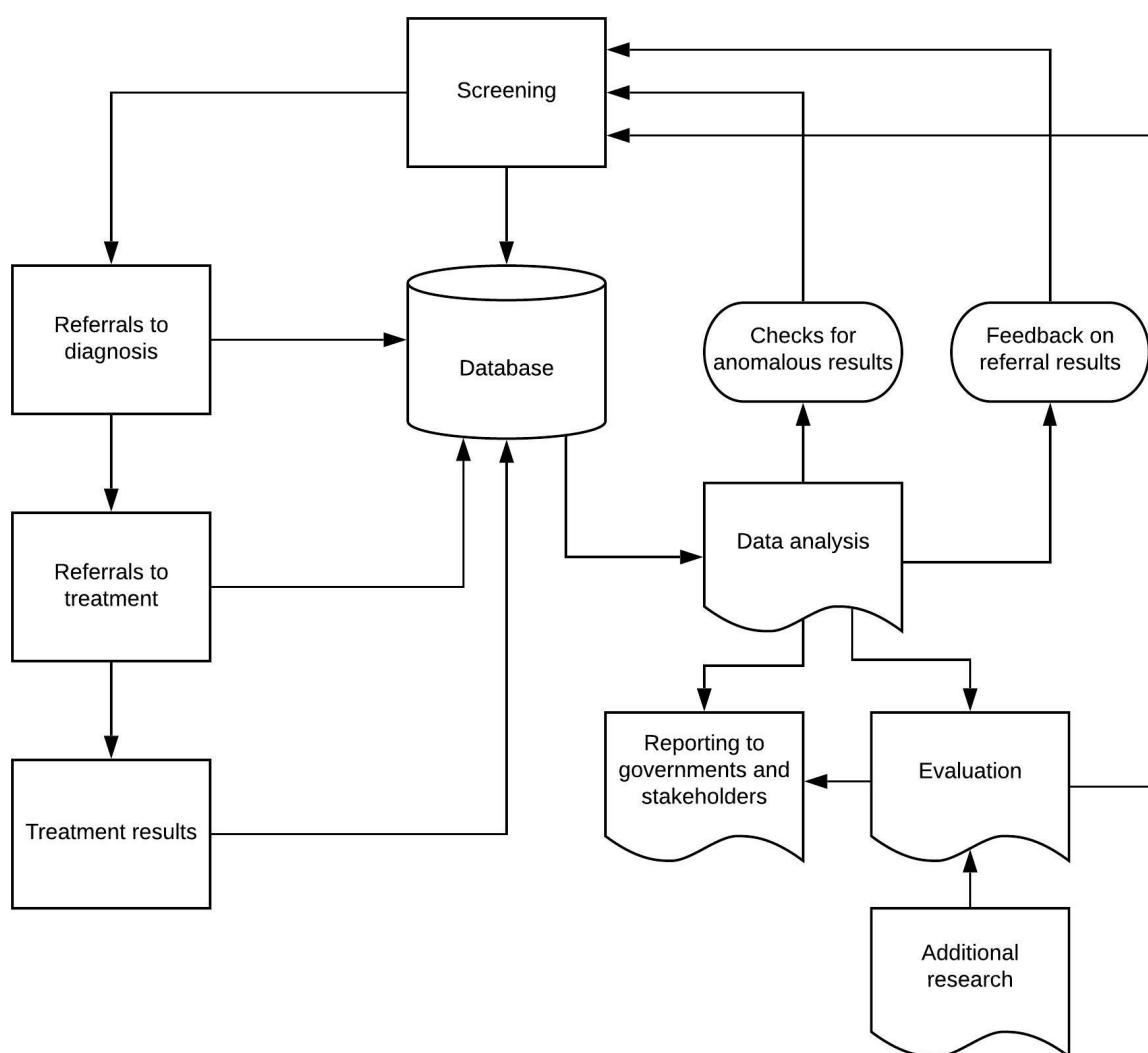 Screening
Referrals to
diagnosis
Database
Checks for
anomalous results
Feedback on
referral results
Data analysis
Referrals to
treatment
Reporting to
governments and
stakeholders
Evaluation
Treatment results
Additional
research